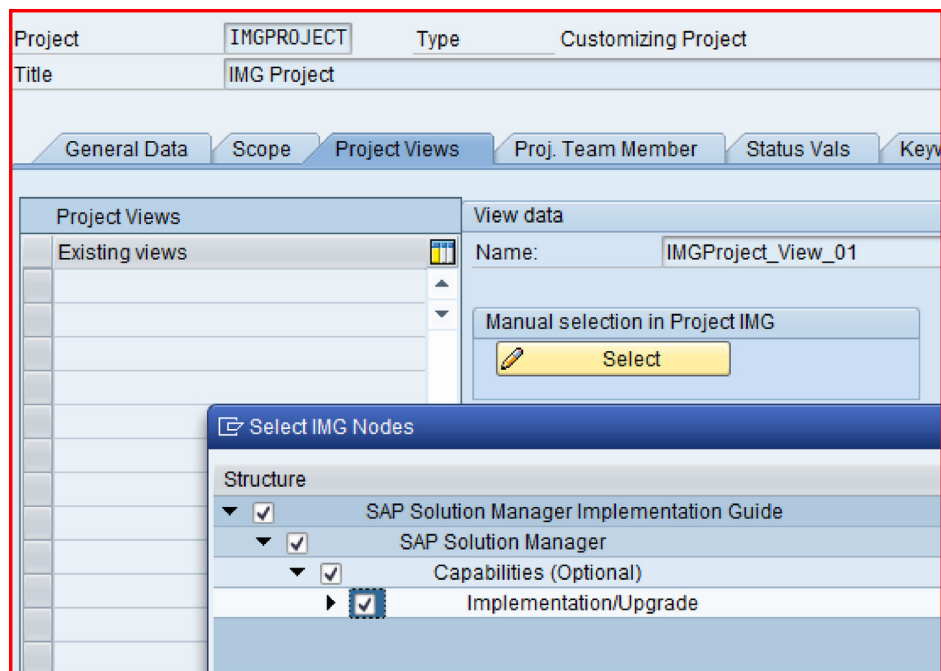 Project IMGPROJECT Type Customizing Project
Title IMG Project
General Data Scope Project Views Proj. Team Member Status Vals Keyw
Project Views
Existing views
View data
Name: IMGProject_View_01
Manual selection in Project IMG
Select
Select IMG Nodes
Structure
SAP Solution Manager Implementation Guide
SAP Solution Manager
Capabilities (Optional)
Implementation/Upgrade